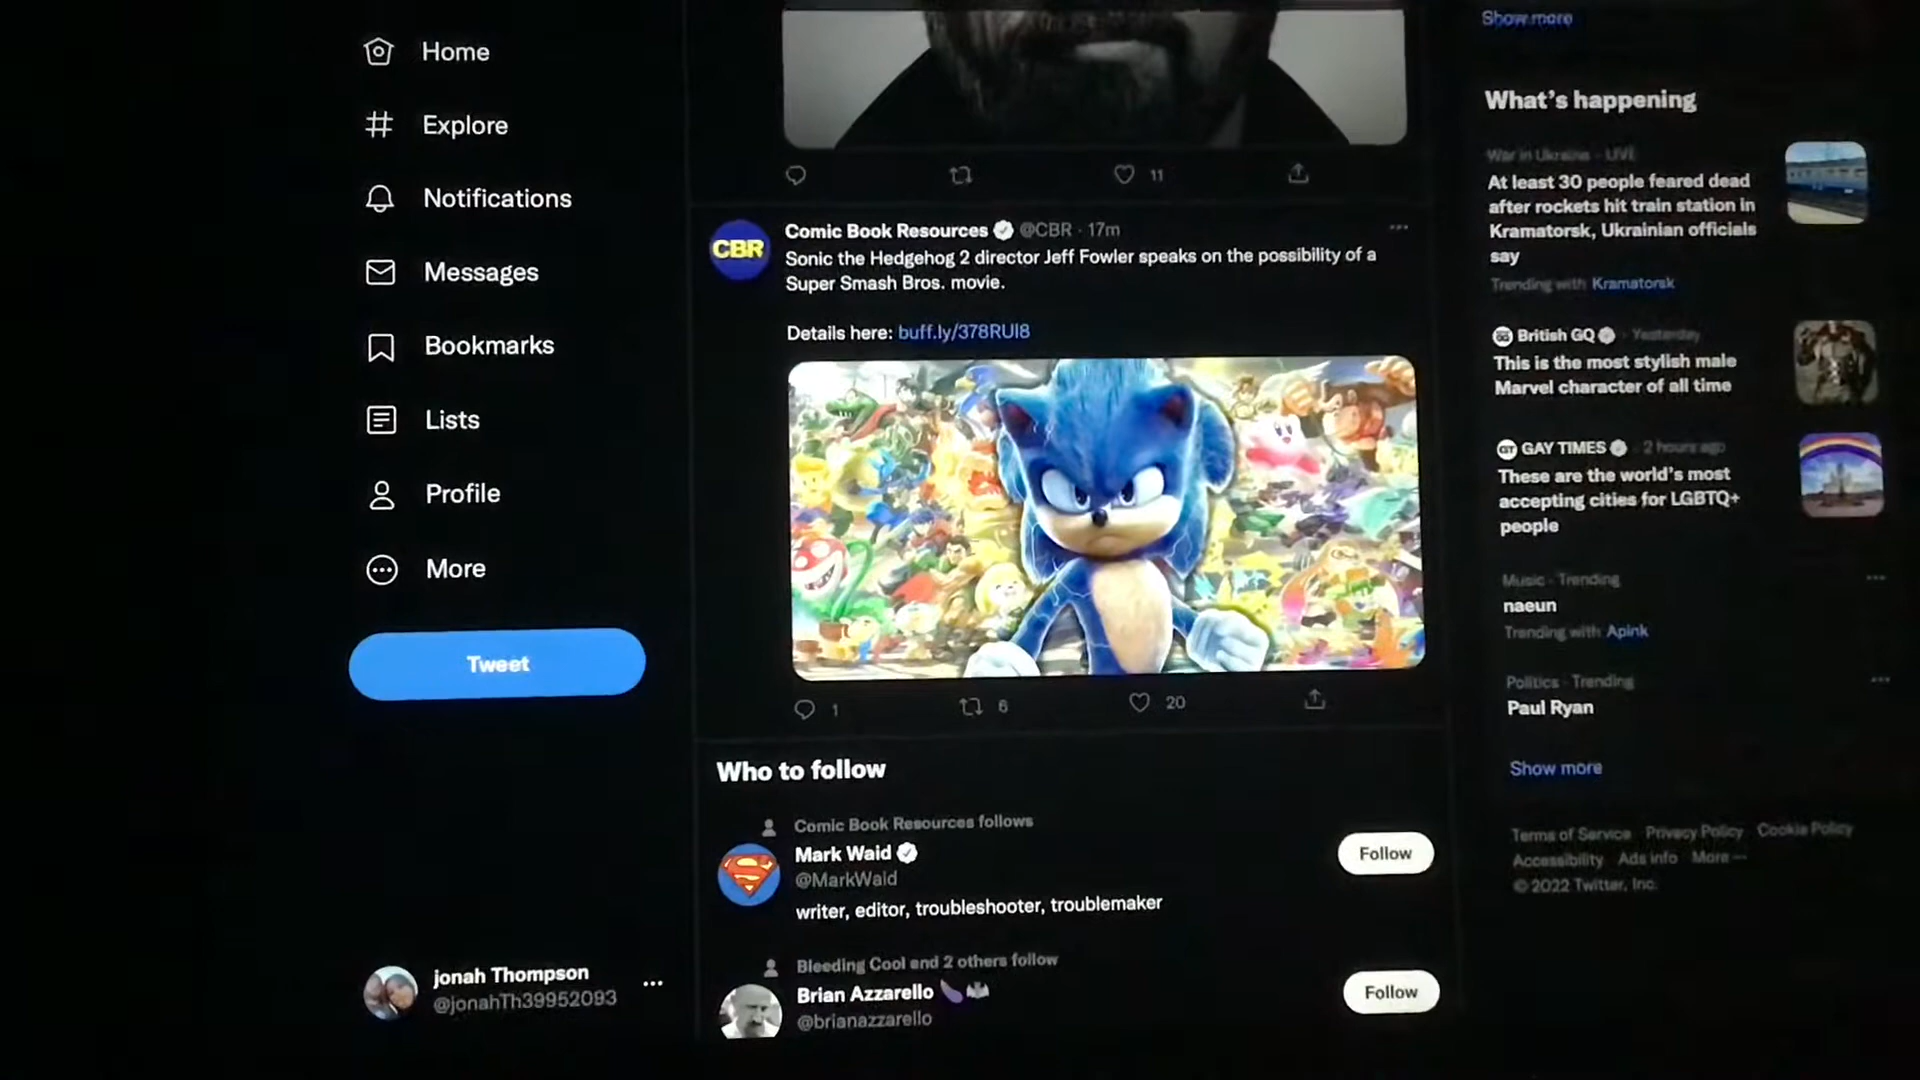 Home
Explore
Notifications
Messages
Bookmarks
Lists
Profile
More
Tweet
jonah Thompson
@jonahTh39952093
11
CBR
Comic Book Resources @CBR · 17m
Sonic the Hedgehog 2 director Jeff Fowler speaks on the possibility of a
Super Smash Bros. movie.
Details here: buff.ly/378RUI8
1 6 20
Who to follow
Comic Book Resources follows
Mark Waid
@MarkWaid
writer, editor, troubleshooter, troublemaker
Follow
Bleeding Cool and 2 others follow
Brian Azzarello
@brianazzarello
Follow
Show more
What's happening
War in Ukraine · LIVE
At least 30 people feared dead
after rockets hit train station in
Kramatorsk, Ukrainian officials
say
Trending with Kramatorsk
British GQ · Yesterday
This is the most stylish male
Marvel character of all time
GAY TIMES · 2 hours ago
These are the world's most
accepting cities for LGBTQ+
people
Music · Trending
naeun
Trending with Apink
Politics · Trending
Paul Ryan
Show more
Terms of Service Privacy Policy Cookie Policy
Accessibility Ads info More ···
© 2022 Twitter, Inc.